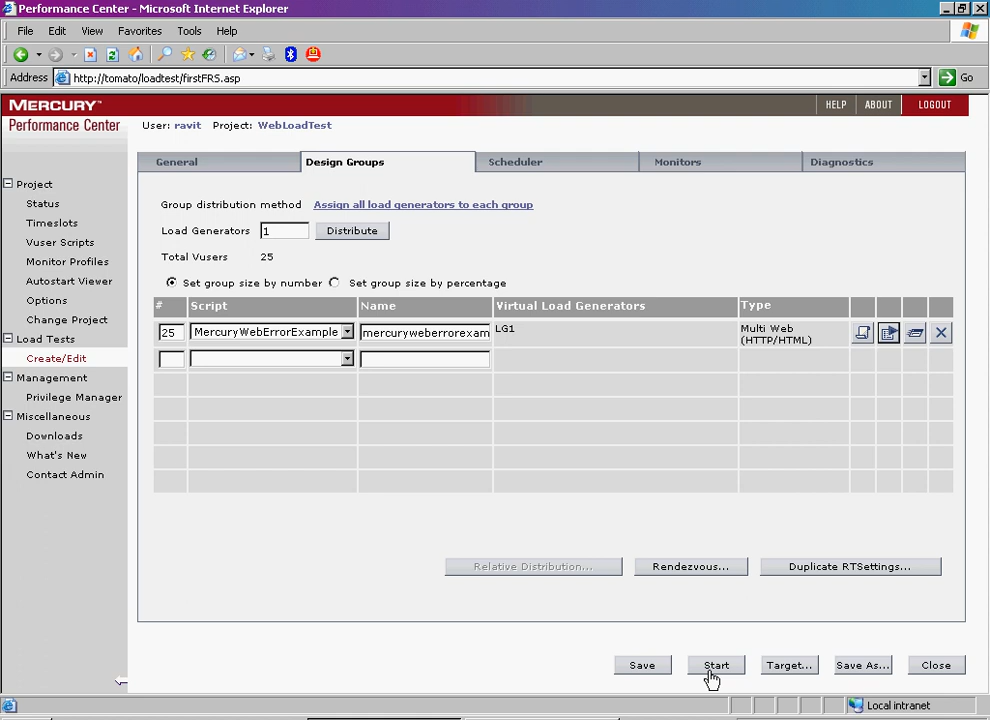 Performance Center - Microsoft Internet Explorer
File Edit View Favorites Tools Help
Address http://tomato/loadtest/firstFRS.asp Go
MERCURY™ HELP ABOUT LOGOUT
Performance Center User: ravit Project: WebLoadTest
General Design Groups Scheduler Monitors Diagnostics
Project
Status
Timeslots
Vuser Scripts
Monitor Profiles
Autostart Viewer
Options
Change Project
Load Tests
Create/Edit
Management
Privilege Manager
Miscellaneous
Downloads
What's New
Contact Admin
Group distribution method Assign all load generators to each group
Load Generators 1 Distribute
Total Vusers 25
Set group size by number Set group size by percentage
# Script Name Virtual Load Generators Type
25 MercuryWebErrorExample mercuryweberrorexam LG1 Multi Web
(HTTP/HTML)
Relative Distribution... Rendezvous... Duplicate RTSettings...
Save Start Target... Save As... Close
Local intranet